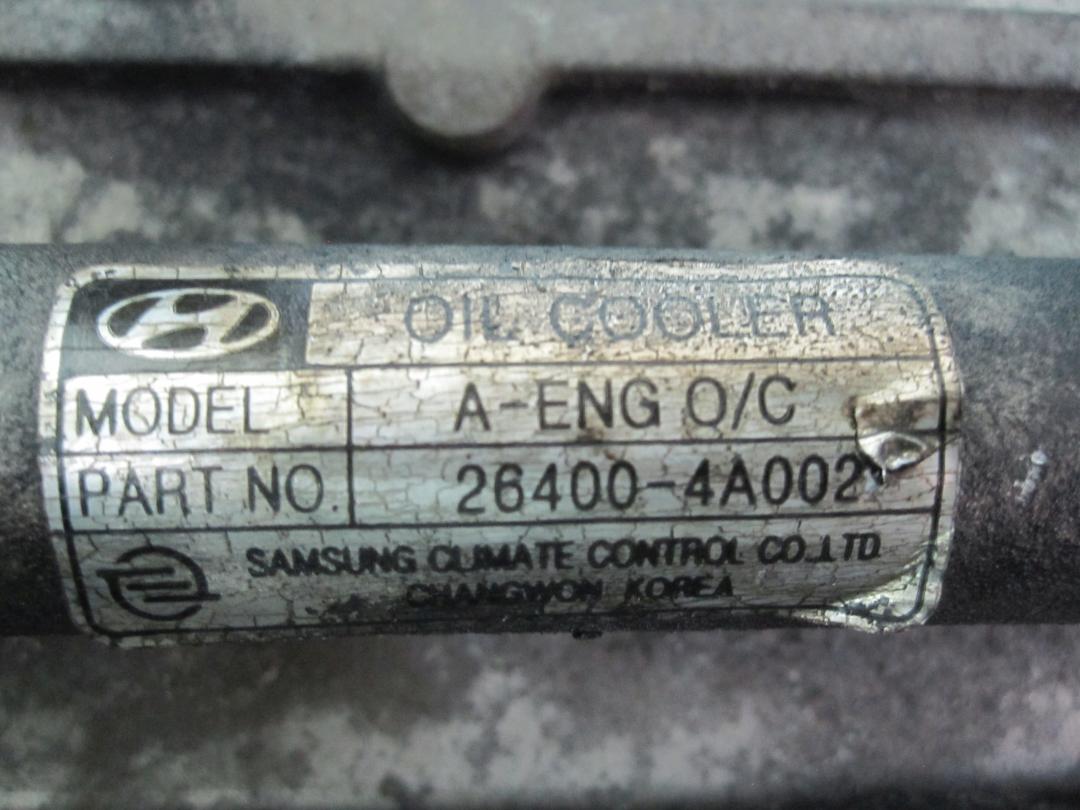 OIL COOLER
MODEL A-ENG O/C
PART NO. 26400-4A002
SAMSUNG CLIMATE CONTROL CO.,LTD.
CHANGWON KOREA